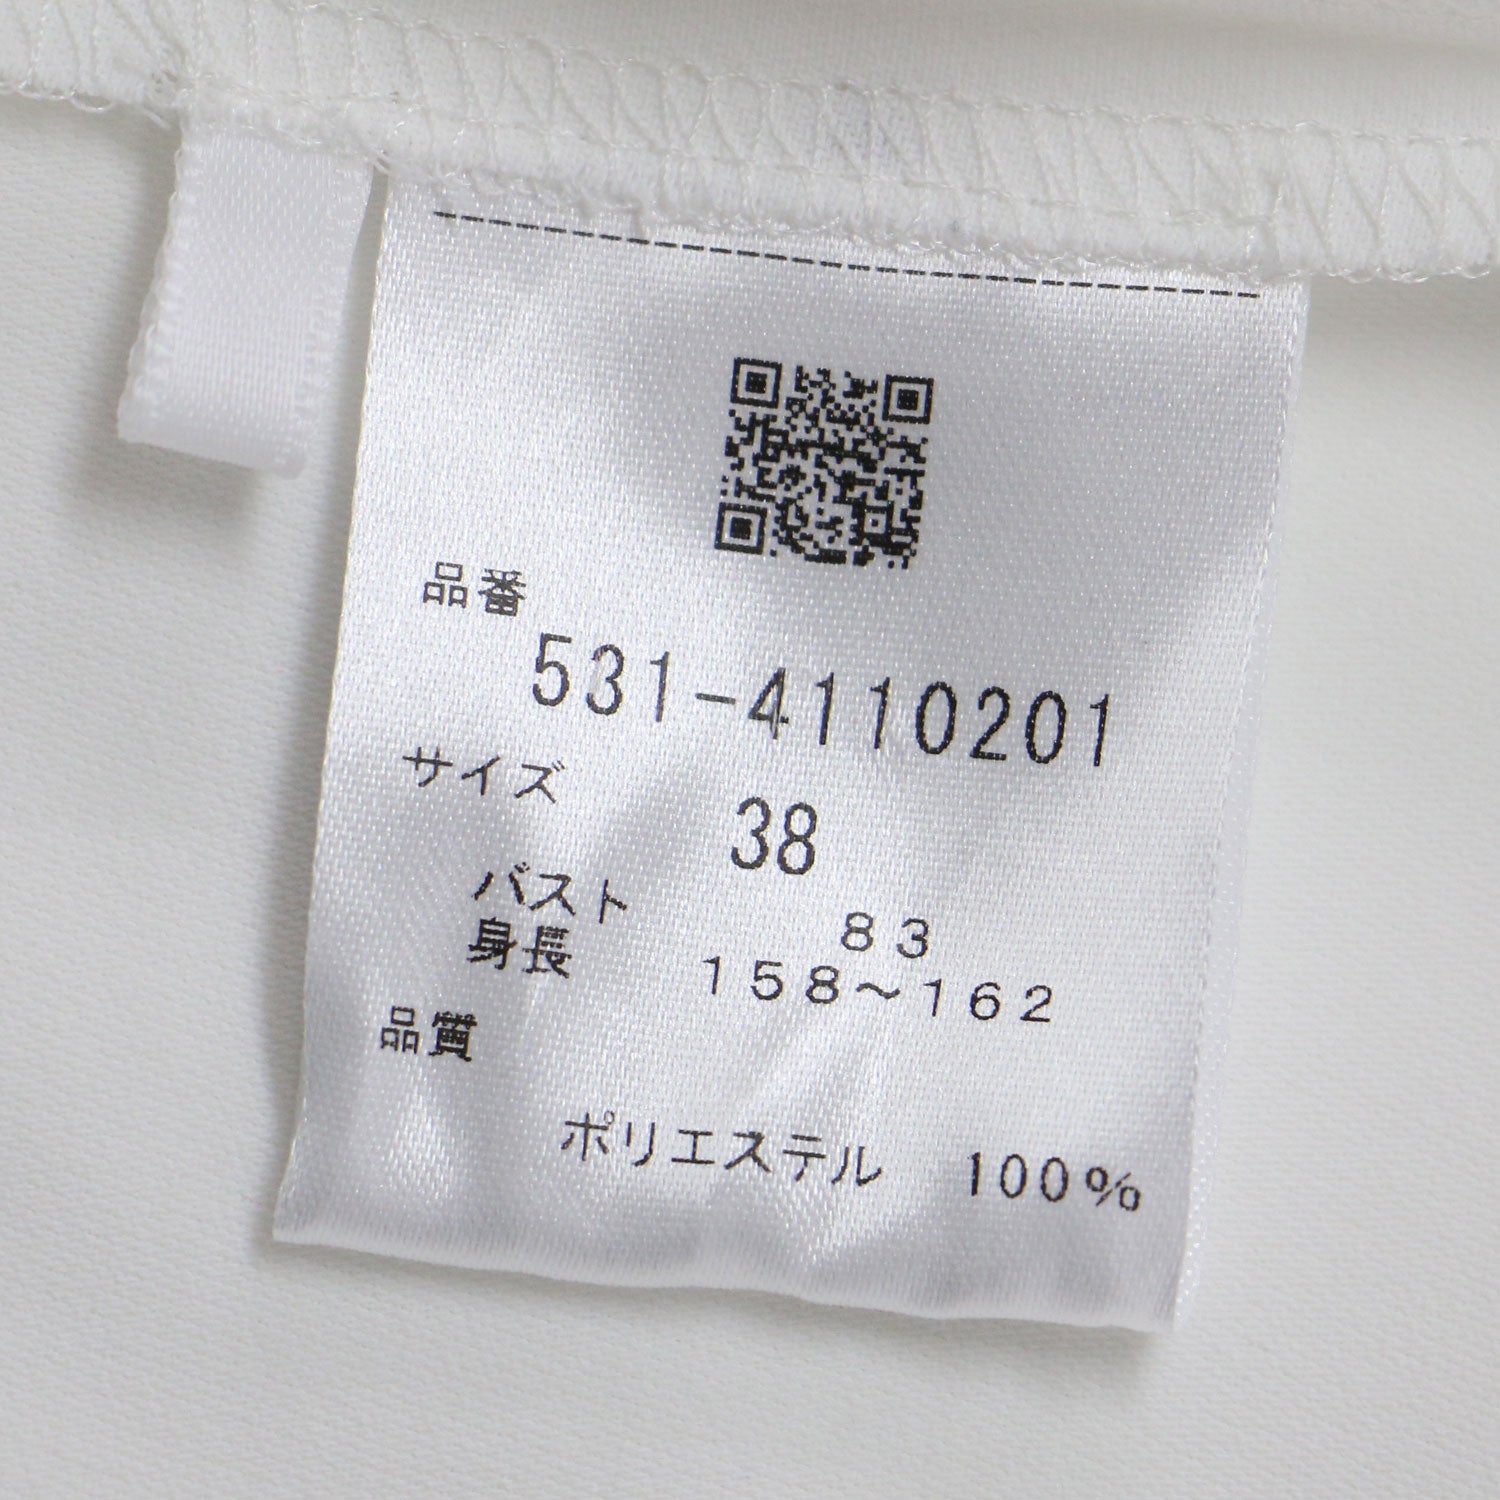 品番
531-4110201
サイズ 38
バスト 83
身長 158～162
品質
ポリエステル 100%